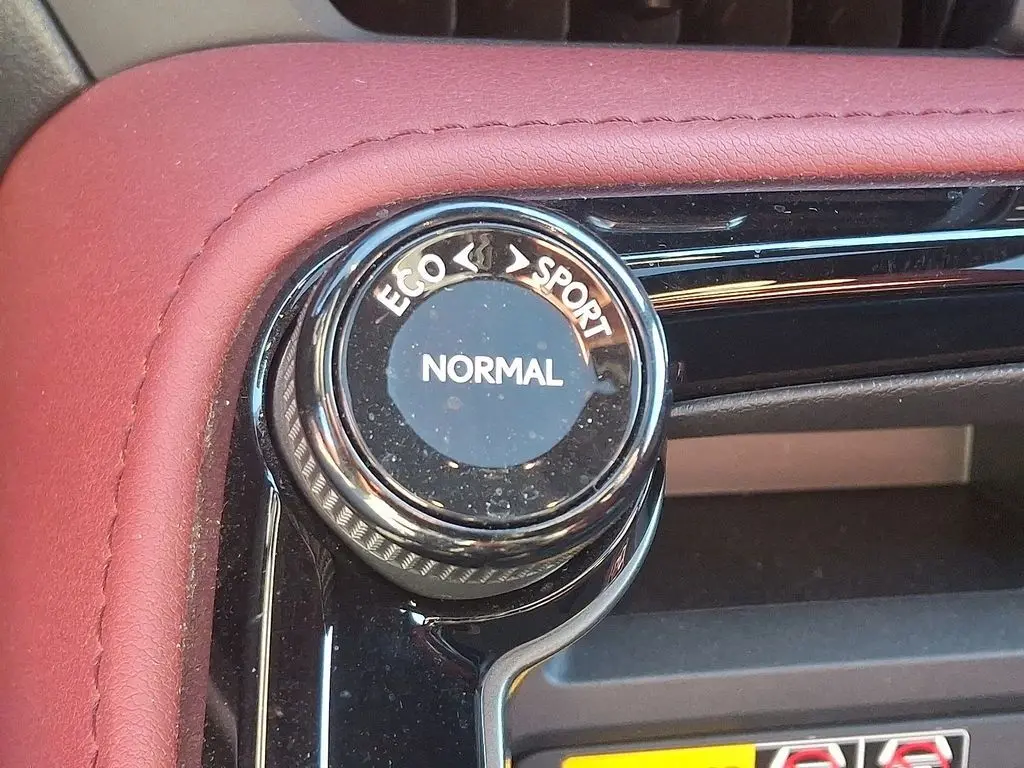 ECO < > SPORT
NORMAL